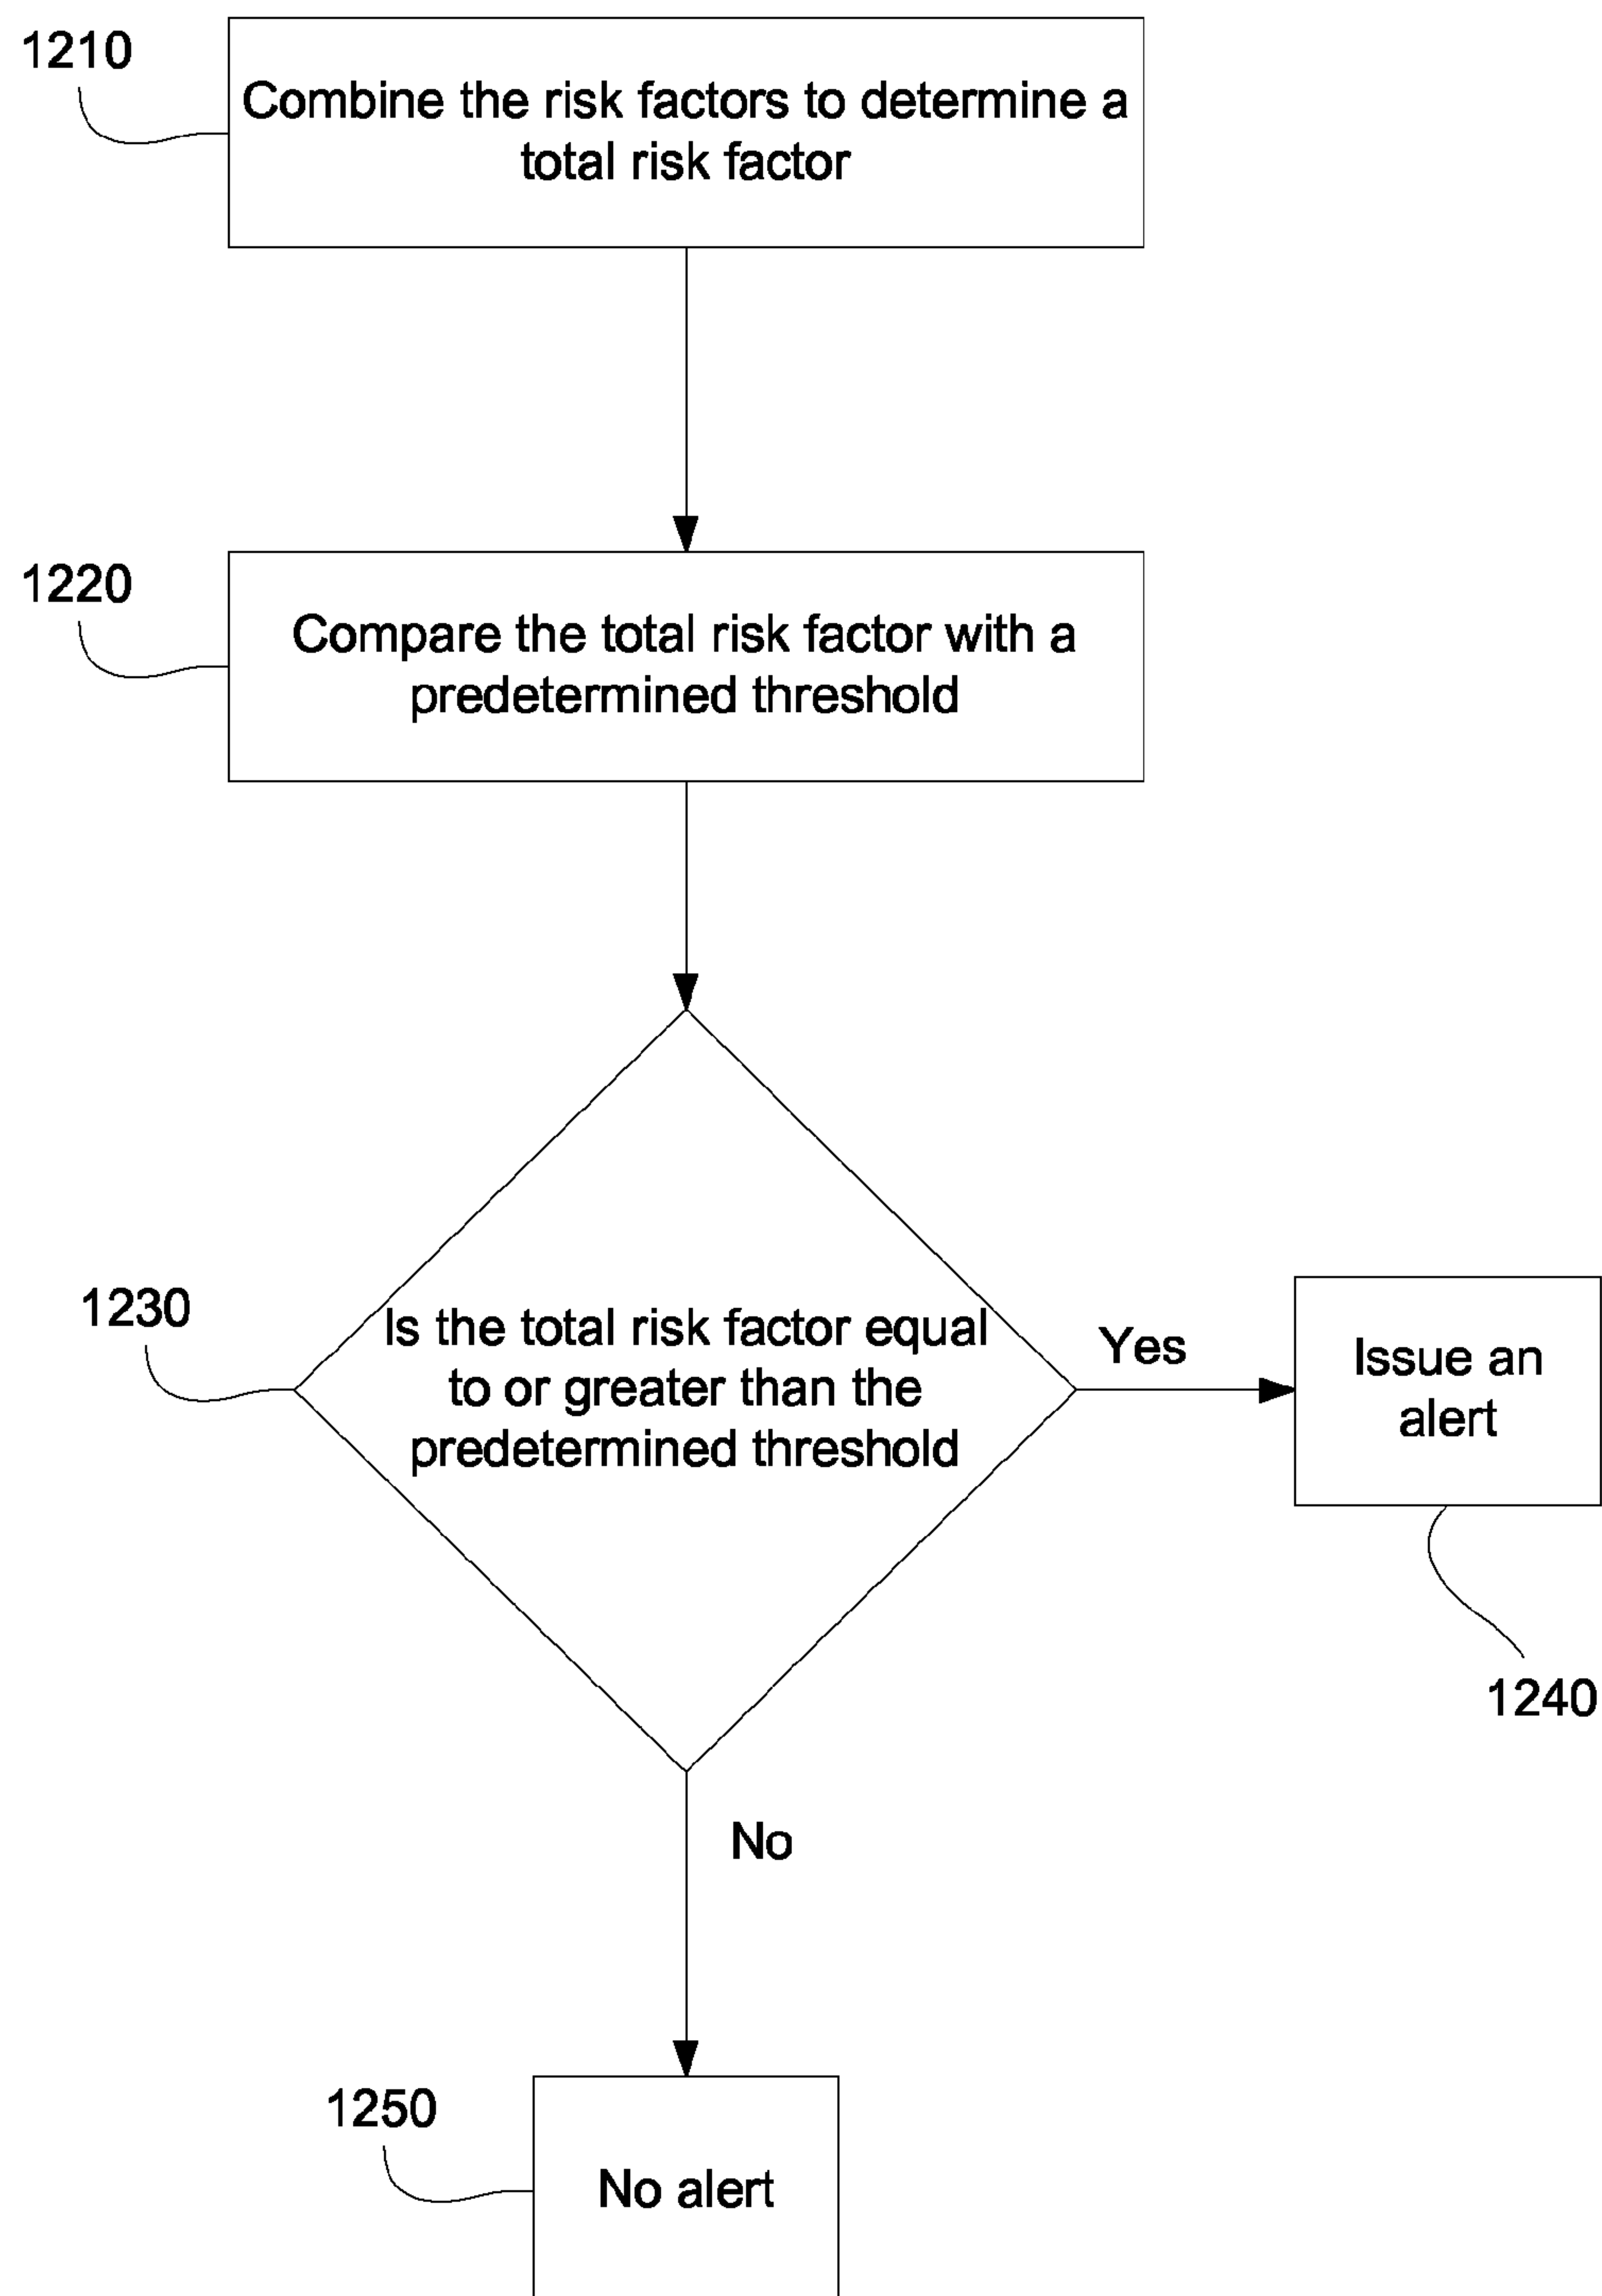 1210
Combine the risk factors to determine a
total risk factor
1220
Compare the total risk factor with a
predetermined threshold
1230
Is the total risk factor equal
to or greater than the
predetermined threshold
Yes
Issue an
alert
1240
No
1250
No alert